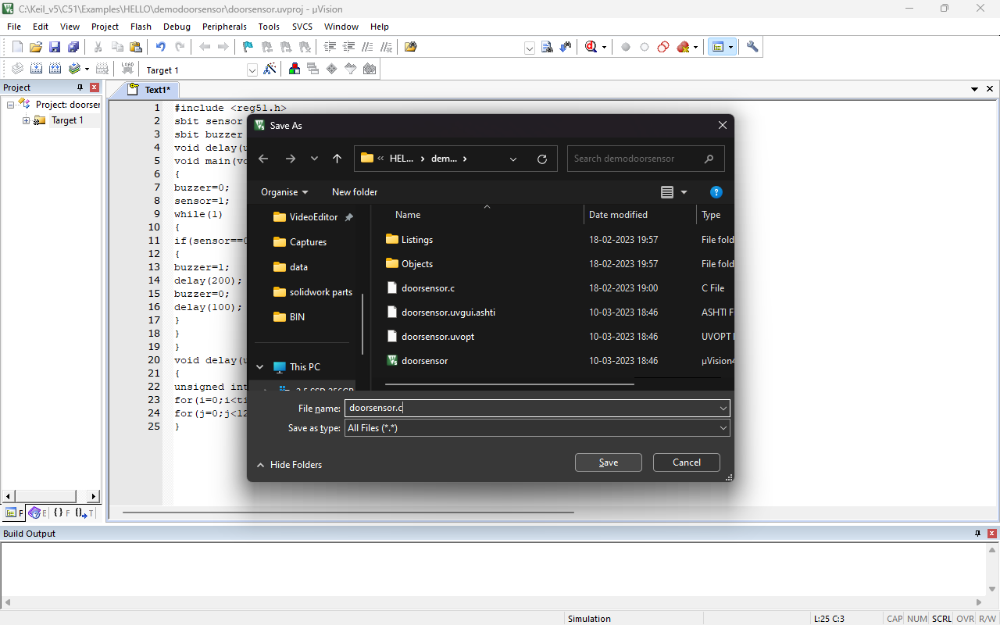 C:\Keil_v5\C51\Examples\HELLO\demodoorsensor\doorsensor.uvproj - µVision
File Edit View Project Flash Debug Peripherals Tools SVCS Window Help
LOAD
Target 1
Project
Project: doorser
Target 1
F
E
{} F
T
Text1*
1 #include <reg51.h>
2 sbit sensor
3 sbit buzzer
4 void delay(u
5 void main(vo
6 {
7 buzzer=0;
8 sensor=1;
9 while(1)
10 {
11 if(sensor==0
12 {
13 buzzer=1;
14 delay(200);
15 buzzer=0;
16 delay(100);
17 }
18 }
19 }
20 void delay(u
21 {
22 unsigned int
23 for(i=0;i<ti
24 for(j=0;j<12
25 }
Save As
« HEL... › dem... ›
Search demodoorsensor
Organise
New folder
?
VideoEditor
Captures
data
solidwork parts
BIN
This PC
2.5 SSD 256GB
Name Date modified Type
Listings 18-02-2023 19:57 File fold
Objects 18-02-2023 19:57 File fold
doorsensor.c 18-02-2023 19:00 C File
doorsensor.uvgui.ashti 10-03-2023 18:46 ASHTI F
doorsensor.uvopt 10-03-2023 18:46 UVOPT
doorsensor 10-03-2023 18:46 µVision4
File name: doorsensor.c
Save as type: All Files (*.*)
Hide Folders
Save
Cancel
Build Output
Simulation
L:25 C:3
CAP NUM SCRL OVR R/W